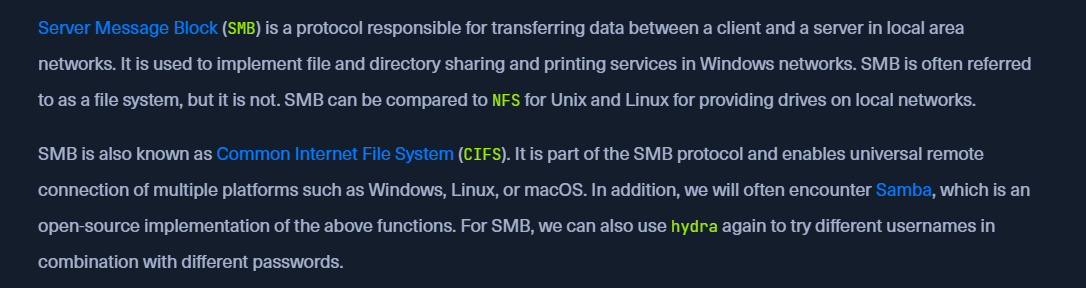 Server Message Block (SMB) is a protocol responsible for transferring data between a client and a server in local area
networks. It is used to implement file and directory sharing and printing services in Windows networks. SMB is often referred
to as a file system, but it is not. SMB can be compared to NFS for Unix and Linux for providing drives on local networks.
SMB is also known as Common Internet File System (CIFS). It is part of the SMB protocol and enables universal remote
connection of multiple platforms such as Windows, Linux, or macOS. In addition, we will often encounter Samba, which is an
open-source implementation of the above functions. For SMB, we can also use hydra again to try different usernames in
combination with different passwords.